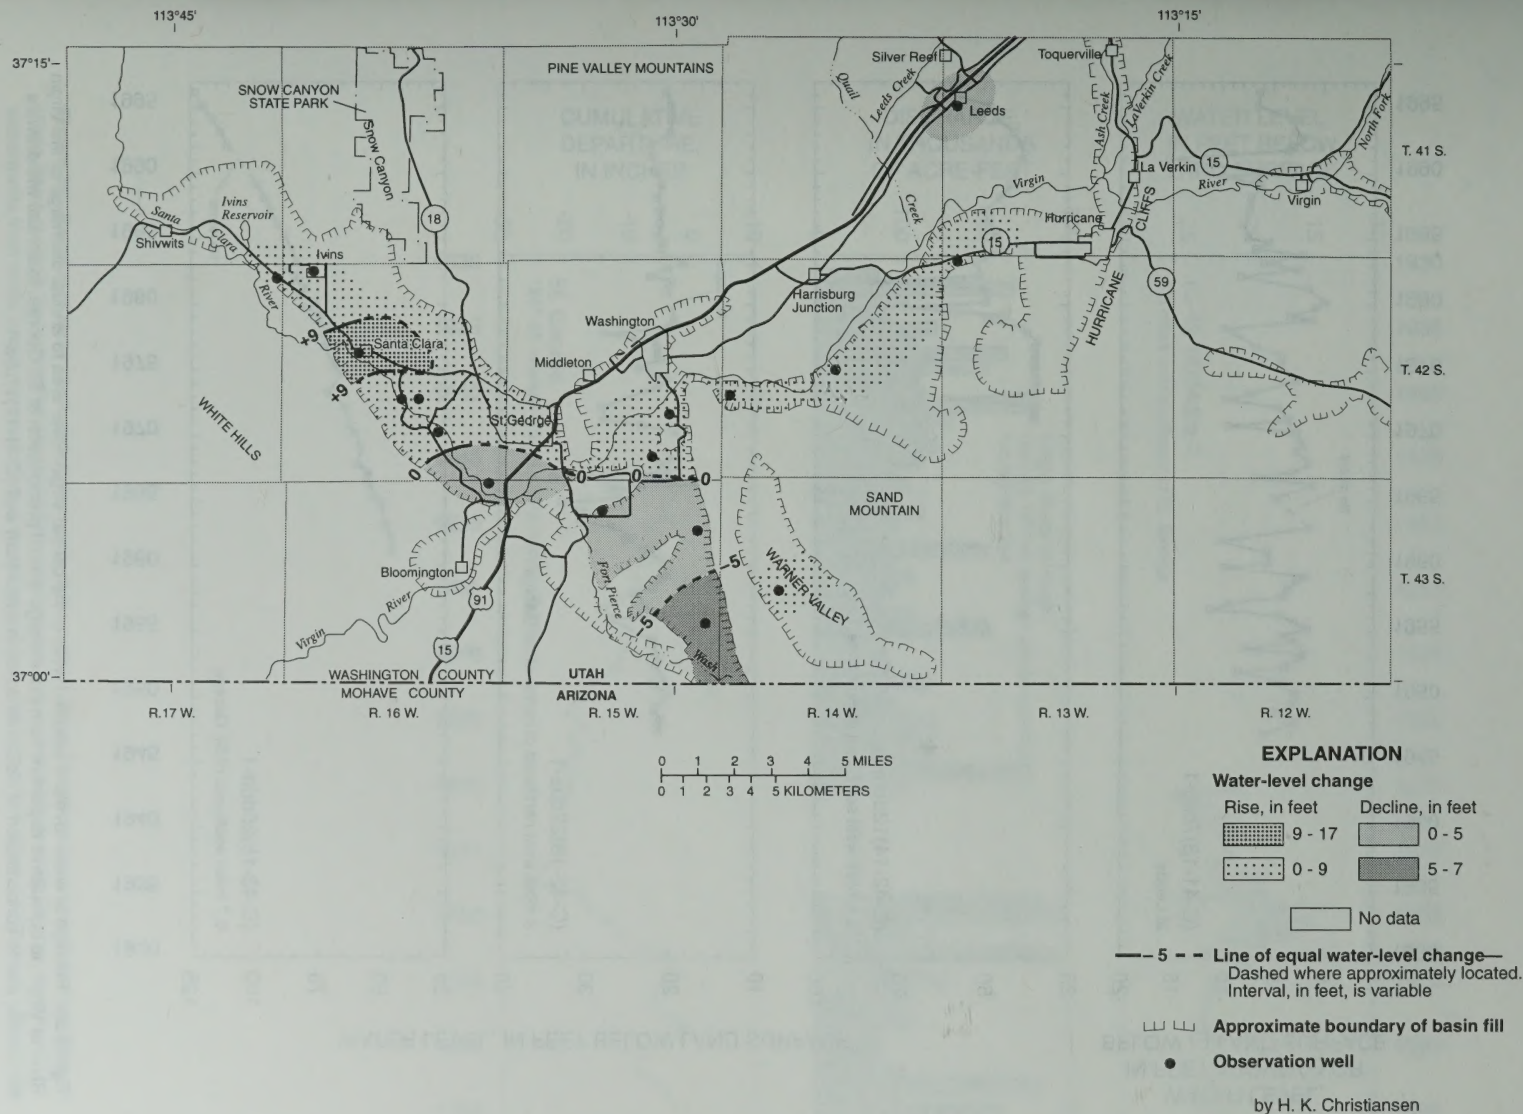 113°45'
113°30'
113°15'
37°15'
PINE VALLEY MOUNTAINS
Silver Reef
Toquerville
SNOW CANYON
STATE PARK
Snow Canyon
Quail
Creek
Leeds Creek
Leeds
Ash Creek
LaVerkin Creek
North Fork
T. 41 S.
15
La Verkin
Virgin
River
Virgin
Ivins
Reservoir
Santa
Clara
River
Shivwits
Ivins
18
Hurricane
CLIFFS
HURRICANE
15
59
Harrisburg
Junction
Washington
Middleton
+9
Santa Clara
+9
T. 42 S.
WHITE HILLS
St George
0
0
0
0
SAND
MOUNTAIN
WARNER VALLEY
-5
-5
Fort Pierce
Wash
Bloomington
91
Virgin
River
15
T. 43 S.
37°00'
WASHINGTON COUNTY
UTAH
MOHAVE COUNTY
ARIZONA
R. 17 W.
R. 16 W.
R. 15 W.
R. 14 W.
R. 13 W.
R. 12 W.
0 1 2 3 4 5 MILES
0 1 2 3 4 5 KILOMETERS
EXPLANATION
Water-level change
Rise, in feet
Decline, in feet
9 - 17
0 - 5
0 - 9
5 - 7
No data
– 5 – – Line of equal water-level change—
Dashed where approximately located.
Interval, in feet, is variable
Approximate boundary of basin fill
Observation well
by H. K. Christiansen